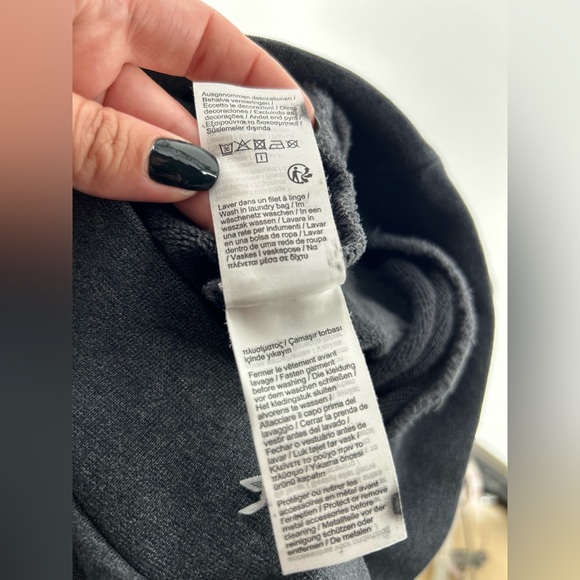 Ausgenommen dekorationen /
Behalve versieringen /
Eccetto le decorazioni /
decoraciones / Excluindo as
decorações / Andet end pynt /
Εξαιρούνται τα διακοσμητικά /
Süslemeler dışında
Laver dans un filet à linge /
Wash in laundry bag / Im
wäschenetz waschen / In een
waszak wassen / Lavare in
una rete per indumenti / Lavar
en una bolsa de ropa / Lavar
dentro de uma rede de roupa
/ Vaskes i vaskepose / Να
πλένεται μέσα σε δίχτυ
πλυσίματος / Çamaşır torbası
içinde yıkayın
Fermer le vêtement avant
lavage / Fasten garment
before washing / Die kleidung
vor dem waschen schließen /
Het kledingstuk sluiten
alvorens te wassen /
Allacciare il capo prima del
lavaggio / Cerrar la prenda de
vestir antes del lavado /
Fechar o vestuário antes de
lavar / Luk tøjet før vask /
Κλείνετε το ρούχο πριν το
πλύσιμο / Yıkama öncesi
ürünü kapatın
Protéger ou retirer les
accessoires en métal avant
l'entretien / Protect or remove
metal accessories before
cleaning / Metallteile vor der
reinigung schützen oder
entfernen / De metalen